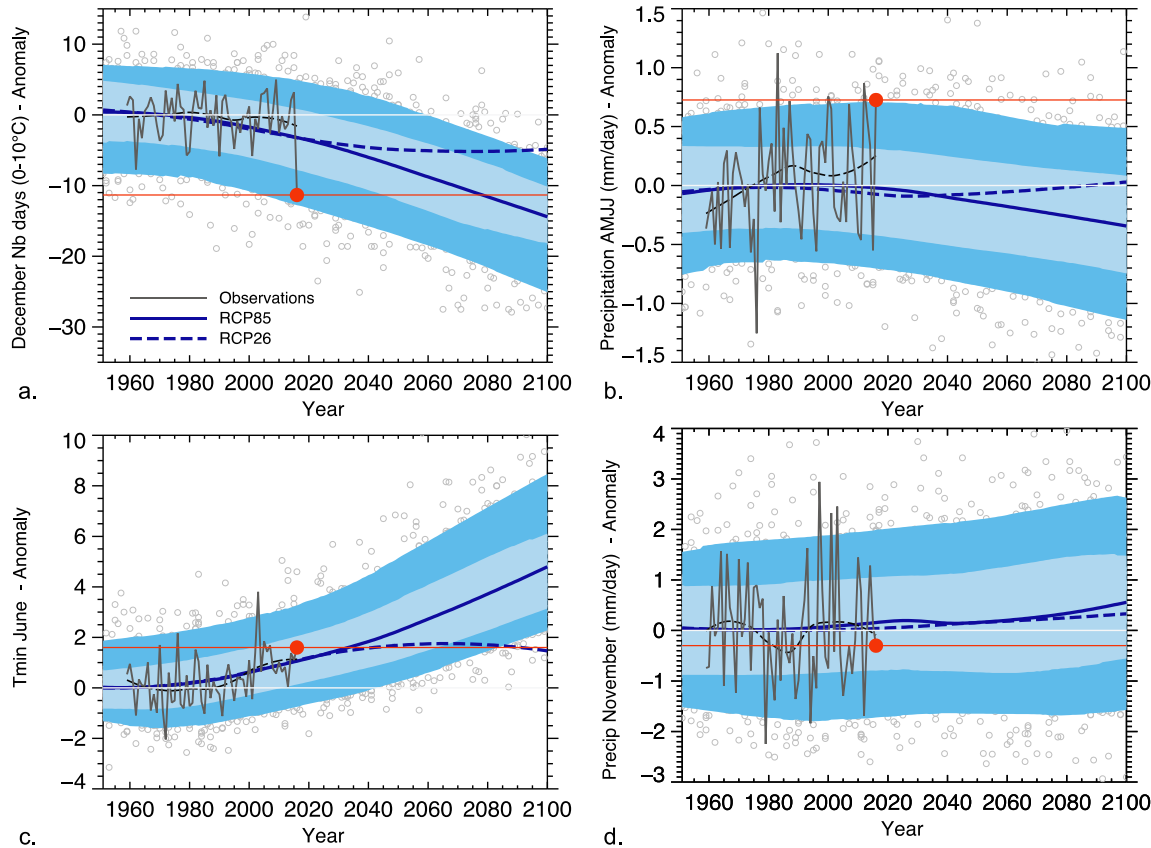 December Nb days (0-10°C) - Anomaly
10
0
−10
−20
−30
Observations
RCP85
RCP26
1960 1980 2000 2020 2040 2060 2080 2100
Year
a.
Precipitation AMJJ (mm/day) - Anomaly
1.0
0.5
0.0
−0.5
−1.0
−1.5
1960 1980 2000 2020 2040 2060 2080 2100
Year
b.
Tmin June - Anomaly
10
8
6
4
2
0
−2
−4
1960 1980 2000 2020 2040 2060 2080 2100
Year
c.
Precip November (mm/day) - Anomaly
4
3
2
1
0
−1
−2
−3
1960 1980 2000 2020 2040 2060 2080 2100
Year
d.